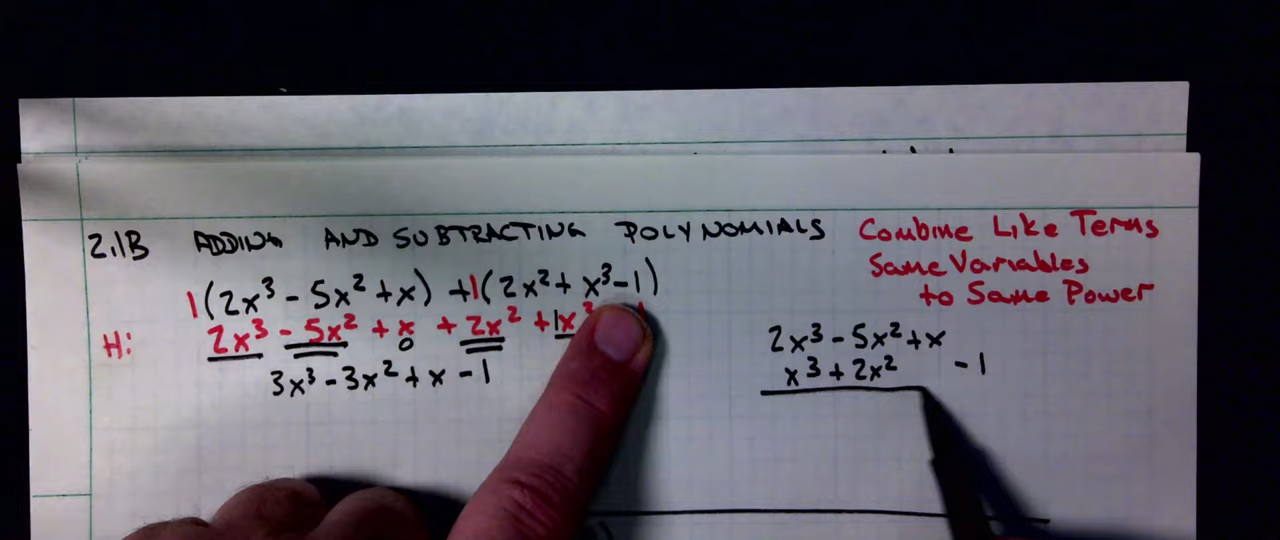 2.1B ADDING AND SUBTRACTING POLYNOMIALS
Combine Like Terms
Same Variables
to Same Power
1(2x³ - 5x² + x) + 1(2x² + x³ - 1)
H: 2x³ - 5x² + x + 2x² + 1x³
3x³ - 3x² + x - 1
2x³ - 5x² + x
x³ + 2x² - 1